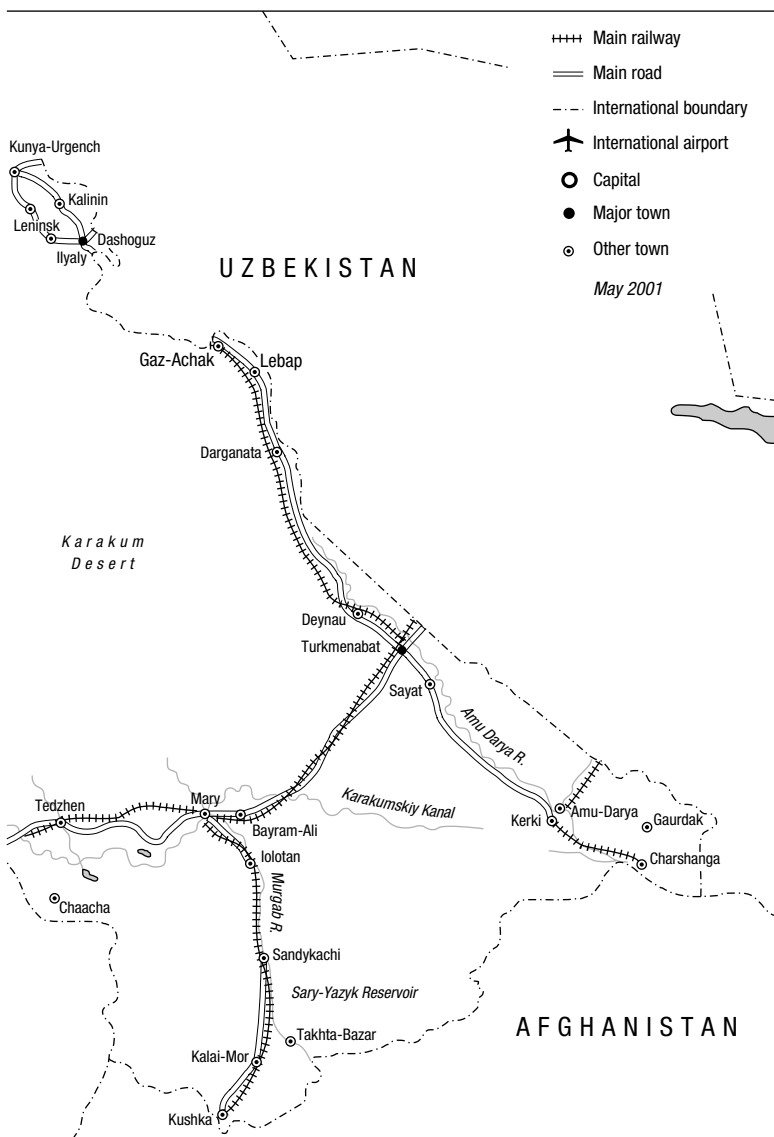 Main railway
Main road
International boundary
International airport
Capital
Major town
Other town
May 2001
Kunya-Urgench
Kalinin
Leninsk
Dashoguz
Ilyaly
UZBEKISTAN
Gaz-Achak
Lebap
Darganata
Karakum
Desert
Deynau
Turkmenabat
Sayat
Amu Darya R.
Tedzhen
Mary
Karakumskiy Kanal
Bayram-Ali
Amu-Darya
Kerki
Gaurdak
Iolotan
Charshanga
Chaacha
Murgab R.
Sandykachi
Sary-Yazyk Reservoir
AFGHANISTAN
Takhta-Bazar
Kalai-Mor
Kushka